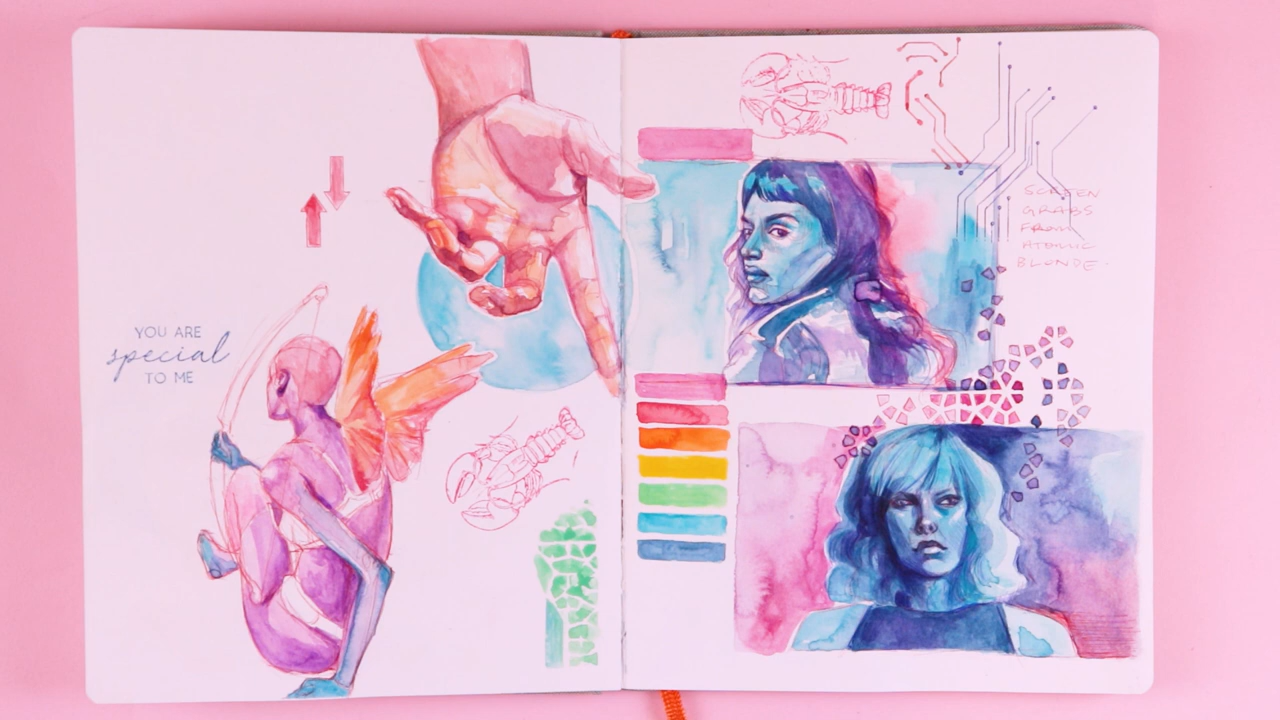 YOU ARE
special
TO ME
SCREEN
GRABS
FROM
ATOMIC
BLONDE.